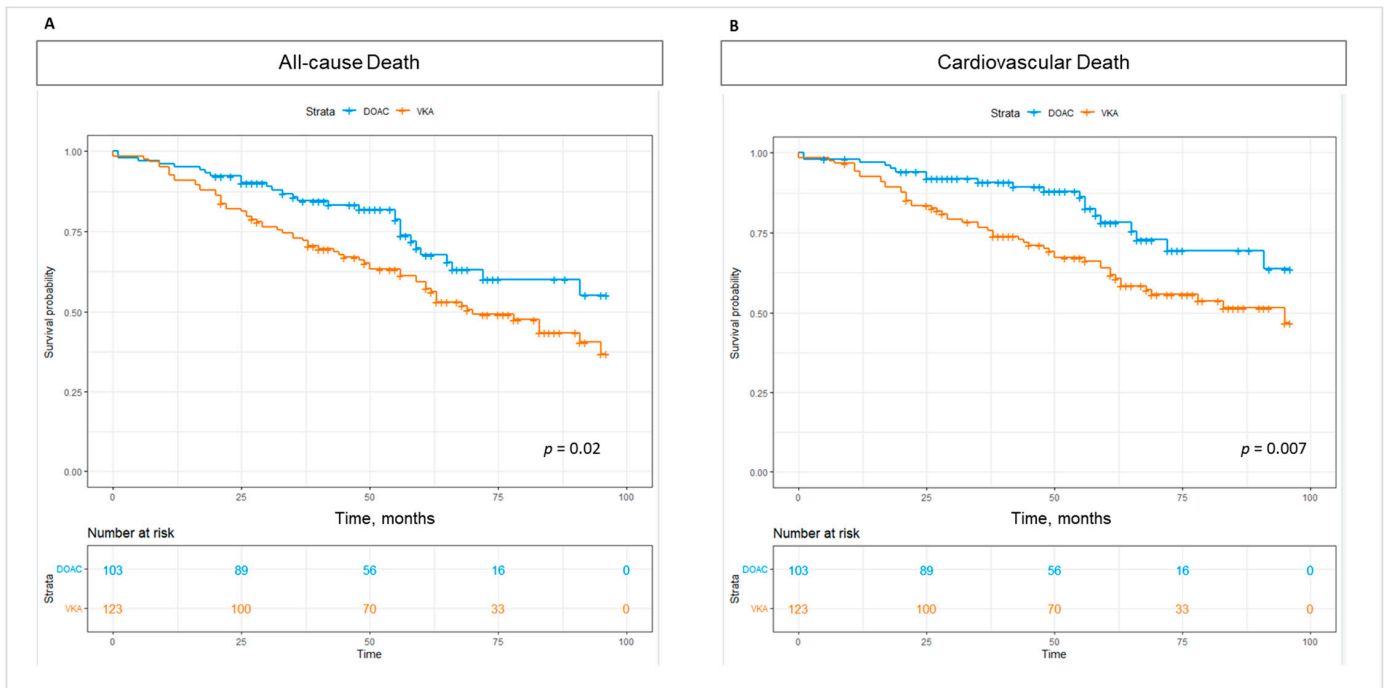 A
All-cause Death
Strata DOAC VKA
1.00
0.75
0.50
0.25
0.00
Survival probability
p = 0.02
0 25 50 75 100
Time, months
Number at risk
Strata
DOAC 103 89 56 16 0
VKA 123 100 70 33 0
0 25 50 75 100
Time
B
Cardiovascular Death
Strata DOAC VKA
1.00
0.75
0.50
0.25
0.00
Survival probability
p = 0.007
0 25 50 75 100
Time, months
Number at risk
Strata
DOAC 103 89 56 16 0
VKA 123 100 70 33 0
0 25 50 75 100
Time